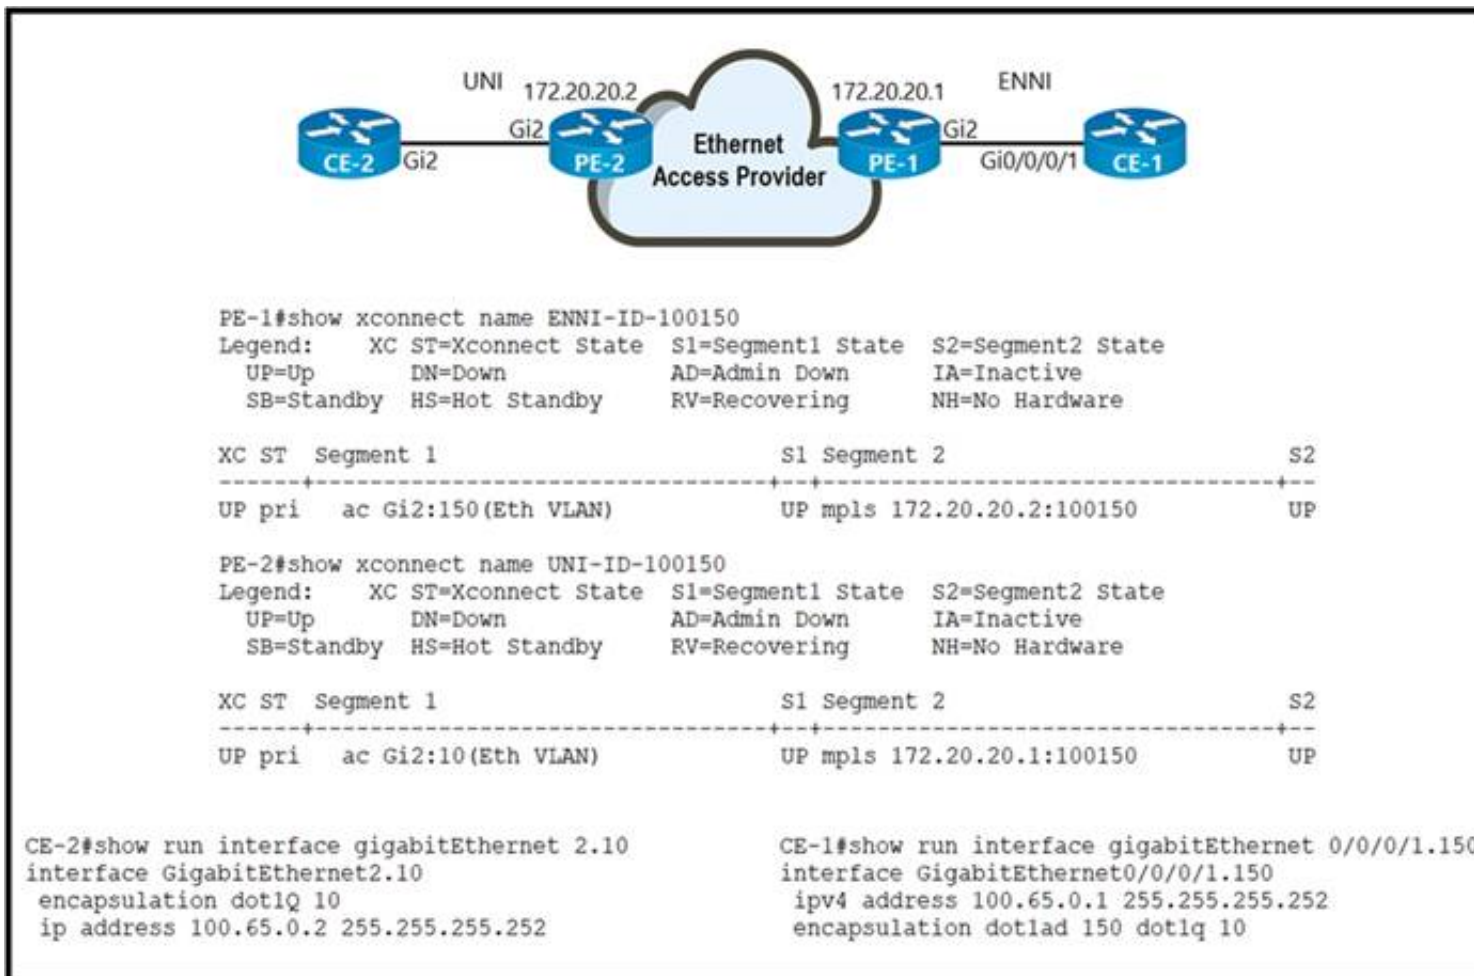 UNI 172.20.20.2 172.20.20.1 ENNI
Gi2 Ethernet Gi2
CE-2 Gi2 PE-2 Access Provider PE-1 Gi0/0/0/1 CE-1
PE-1#show xconnect name ENNI-ID-100150
Legend: XC ST=Xconnect State S1=Segment1 State S2=Segment2 State
UP=Up DN=Down AD=Admin Down IA=Inactive
SB=Standby HS=Hot Standby RV=Recovering NH=No Hardware
XC ST Segment 1 S1 Segment 2 S2
------+---------------------------------+--+---------------------------------+--
UP pri ac Gi2:150(Eth VLAN) UP mpls 172.20.20.2:100150 UP
PE-2#show xconnect name UNI-ID-100150
Legend: XC ST=Xconnect State S1=Segment1 State S2=Segment2 State
UP=Up DN=Down AD=Admin Down IA=Inactive
SB=Standby HS=Hot Standby RV=Recovering NH=No Hardware
XC ST Segment 1 S1 Segment 2 S2
------+---------------------------------+--+---------------------------------+--
UP pri ac Gi2:10(Eth VLAN) UP mpls 172.20.20.1:100150 UP
CE-2#show run interface gigabitEthernet 2.10
interface GigabitEthernet2.10
encapsulation dot1Q 10
ip address 100.65.0.2 255.255.255.252
CE-1#show run interface gigabitEthernet 0/0/0/1.150
interface GigabitEthernet0/0/0/1.150
ipv4 address 100.65.0.1 255.255.255.252
encapsulation dot1ad 150 dot1q 10